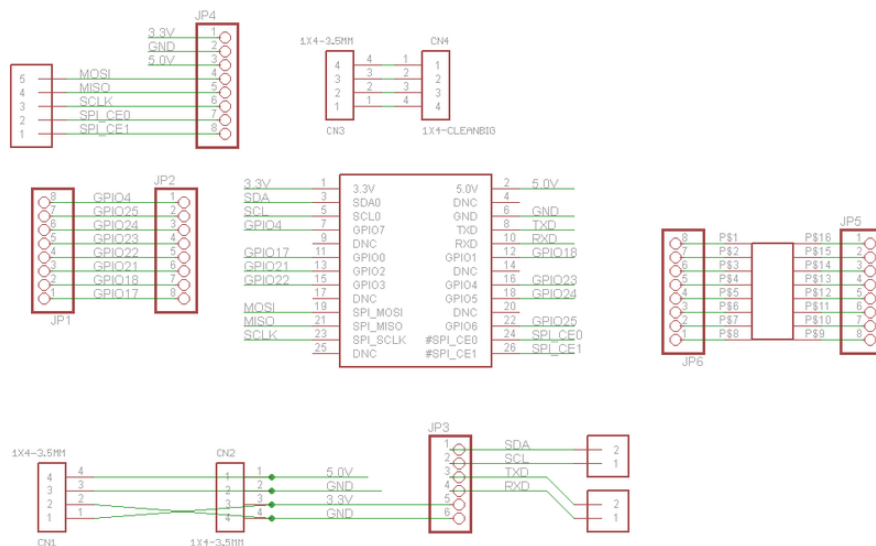 JP4
3.3V 1
GND 2
5.0V 3
5 MOSI 4
4 MISO 5
3 SCLK 6
2 SPI_CE0 7
1 SPI_CE1 8
1X4-3.5MM CN4
4 4 1 1
3 3 2 2
2 2 3 3
1 1 4 4
CN3 1X4-CLEANBIG
JP2
8 GPIO4 1
7 GPIO25 2
6 GPIO24 3
5 GPIO23 4
4 GPIO22 5
3 GPIO21 6
2 GPIO18 7
1 GPIO17 8
JP1
3.3V 1 3.3V 5.0V 2 5.0V
SDA 3 SDA0 DNC 4
SCL 5 SCL0 GND 6 GND
GPIO4 7 GPIO7 TXD 8 TXD
9 DNC RXD 10 RXD
GPIO17 11 GPIO0 GPIO1 12 GPIO18
GPIO21 13 GPIO2 DNC 14
GPIO22 15 GPIO3 GPIO4 16 GPIO23
17 DNC GPIO5 18 GPIO24
MOSI 19 SPI_MOSI DNC 20
MISO 21 SPI_MISO GPIO6 22 GPIO25
SCLK 23 SPI_SCLK #SPI_CE0 24 SPI_CE0
25 DNC #SPI_CE1 26 SPI_CE1
JP5
8 P$1 P$16 1
7 P$2 P$15 2
6 P$3 P$14 3
5 P$4 P$13 4
4 P$5 P$12 5
3 P$6 P$11 6
2 P$7 P$10 7
1 P$8 P$9 8
JP6
1X4-3.5MM CN2
4 4 1 1 5.0V
3 3 2 2 GND
2 2 3 3 3.3V
1 1 4 4 GND
CN1 1X4-3.5MM
JP3
1 SDA 2
2 SCL 1
3 TXD
4 RXD 2
5 1
6